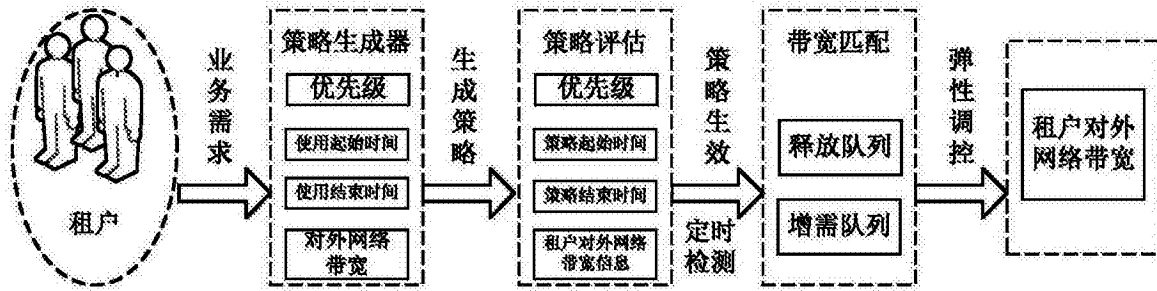 租户
业务需求
策略生成器
优先级
使用起始时间
使用结束时间
对外网络
带宽
生成策略
策略评估
优先级
策略起始时间
策略结束时间
租户对外网络
带宽信息
策略生效
定时
检测
带宽匹配
释放队列
增需队列
弹性调控
租户对外
网络带宽